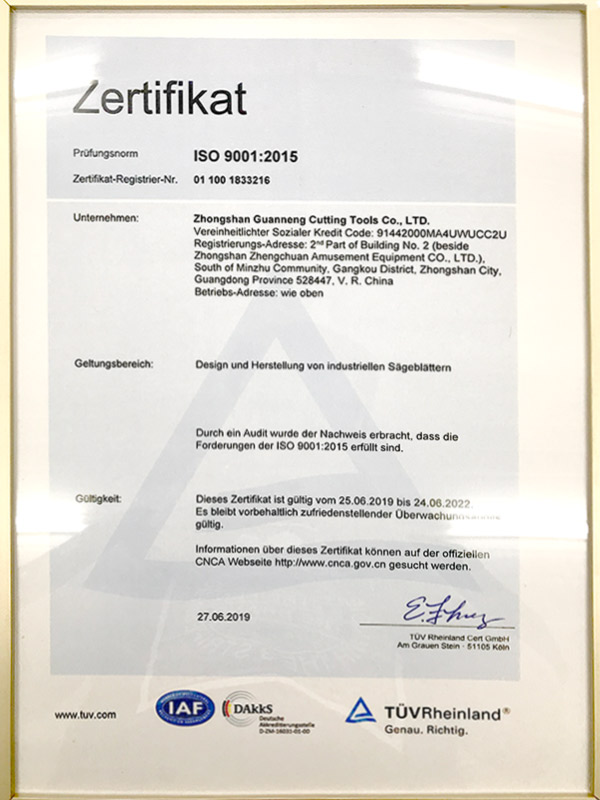 Zertifikat
Prüfungsnorm ISO 9001:2015
Zertifikat-Registrier-Nr. 01 100 1833216
Unternehmen: Zhongshan Guanneng Cutting Tools Co., LTD.
Vereinheitlichter Sozialer Kredit Code: 91442000MA4UWUCC2U
Registrierungs-Adresse: 2nd Part of Building No. 2 (beside
Zhongshan Zhengchuan Amusement Equipment CO., LTD.),
South of Minzhu Community, Gangkou District, Zhongshan City,
Guangdong Province 528447, V. R. China
Betriebs-Adresse: wie oben
Geltungsbereich: Design und Herstellung von industriellen Sägeblättern
Durch ein Audit wurde der Nachweis erbracht, dass die
Forderungen der ISO 9001:2015 erfüllt sind.
Gültigkeit: Dieses Zertifikat ist gültig vom 25.06.2019 bis 24.06.2022.
Es bleibt vorbehaltlich zufriedenstellender
gültig.
Informationen über dieses Zertifikat können auf der offiziellen
CNCA Webseite http://www.cnca.gov.cn gesucht werden.
27.06.2019
TÜV Rheinland Cert GmbH
Am Grauen Stein · 51105 Köln
www.tuv.com
IAF
DAkkS
Deutsche
Akkreditierungsstelle
D-ZM-16031-01-00
TÜVRheinland®
Genau. Richtig.